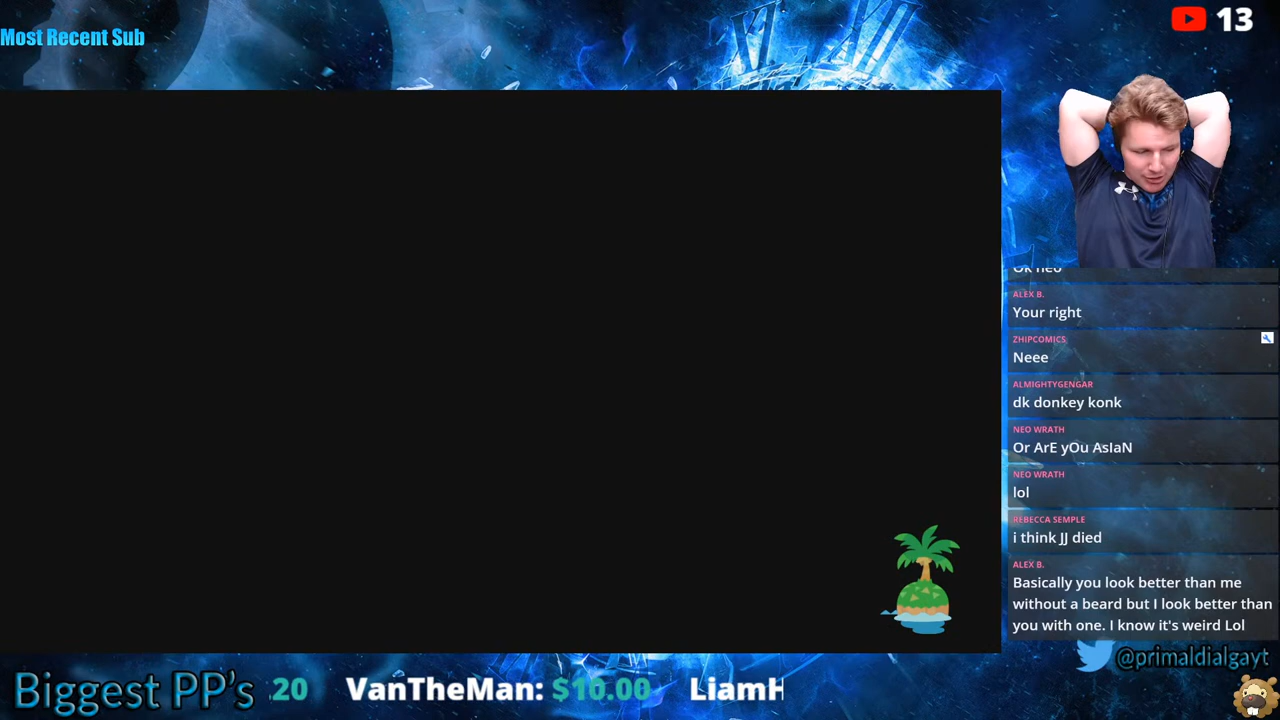 Most Recent Sub
13
Ok neo
ALEX B.
Your right
ZHIPCOMICS
Neee
ALMIGHTYGENGAR
dk donkey konk
NEO WRATH
Or ArE yOu AsIaN
NEO WRATH
lol
REBECCA SEMPLE
i think JJ died
ALEX B.
Basically you look better than me
without a beard but I look better than
you with one. I know it's weird Lol
@primaldialgayt
Biggest PP's .20 VanTheMan: $10.00 LiamH